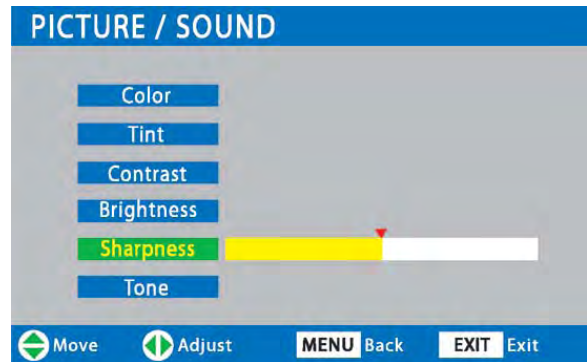 PICTURE / SOUND
Color
Tint
Contrast
Brightness
Sharpness
Tone
Move Adjust MENU Back EXIT Exit